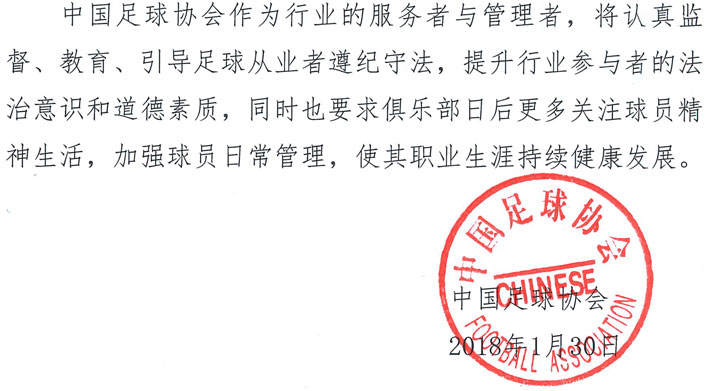 中国足球协会作为行业的服务者与管理者，将认真监
督、教育、引导足球从业者遵纪守法，提升行业参与者的法
治意识和道德素质，同时也要求俱乐部日后更多关注球员精
神生活，加强球员日常管理，使其职业生涯持续健康发展。
中国足球协会
CHINESE
FOOTBALL ASSOCIATION
中国足球协会
2018年1月30日